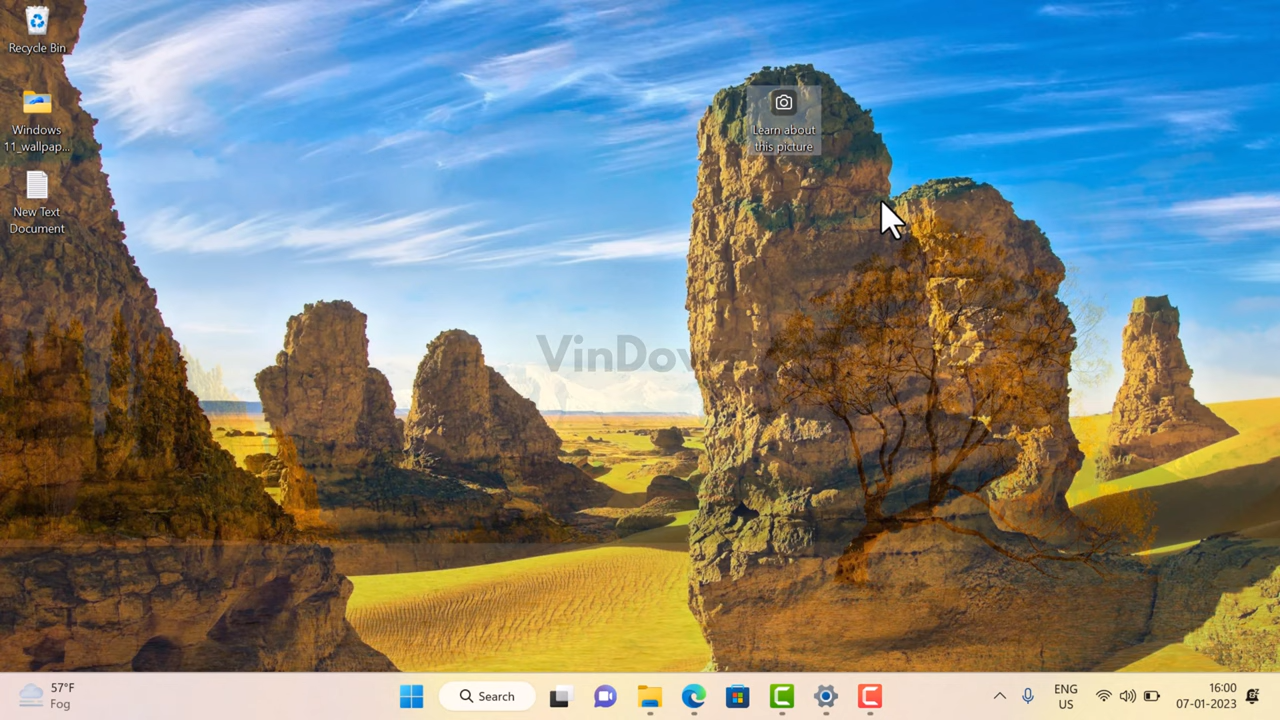 Recycle Bin
Windows
11_wallpap...
New Text
Document
Learn about
this picture
VinDov
57°F
Fog
Search
ENG
US
16:00
07-01-2023